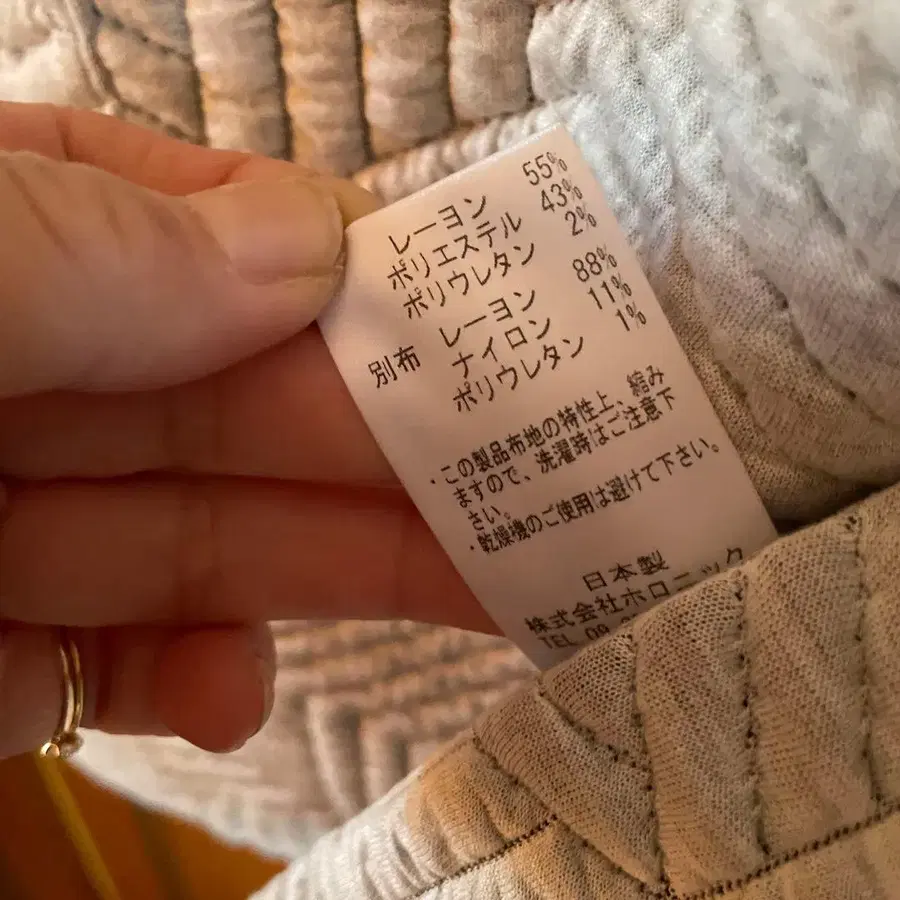 レーヨン 55%
ポリエステル 43%
ポリウレタン 2%
別布 レーヨン 88%
ナイロン 11%
ポリウレタン 1%
・この製品布地の特性上、縮み
ますので、洗濯時はご注意下
さい。
・乾燥機のご使用は避けて下さい。
日本製
株式会社ホロニック
TEL 09